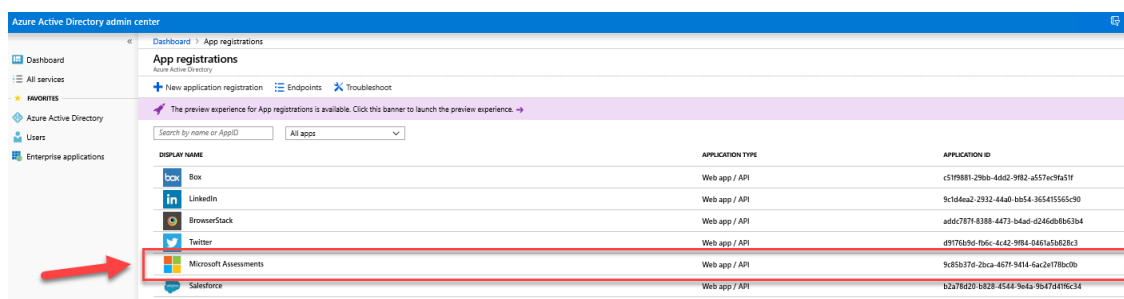 Azure Active Directory admin center
«
Dashboard > App registrations
Dashboard
All services
FAVORITES
Azure Active Directory
Users
Enterprise applications
App registrations
Azure Active Directory
New application registration Endpoints Troubleshoot
The preview experience for App registrations is available. Click this banner to launch the preview experience. →
Search by name or AppID All apps
DISPLAY NAME APPLICATION TYPE APPLICATION ID
box Box Web app / API c51f9881-29bb-4dd2-9f82-a557ec9fa51f
in LinkedIn Web app / API 9c1d4ea2-2932-44a0-bb54-365415565c90
BrowserStack Web app / API addc787f-8388-4473-b4ad-d246db8b63b4
Twitter Web app / API d9176b9d-fb6c-4c42-9f84-0461a5b828c3
Microsoft Assessments Web app / API 9c85b37d-2bca-467f-9414-6ac2e178bc0b
Salesforce Web app / API b2a78d20-b828-4544-9e4a-9b47d41f6c34